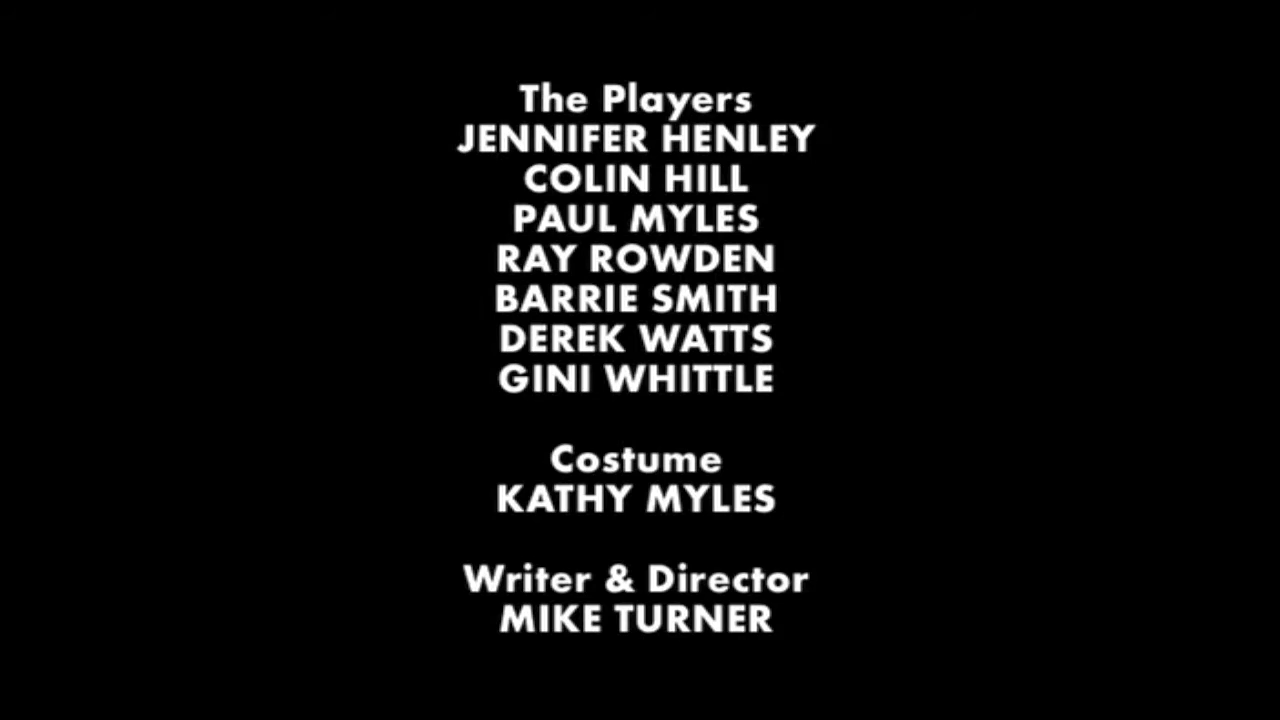 The Players
JENNIFER HENLEY
COLIN HILL
PAUL MYLES
RAY ROWDEN
BARRIE SMITH
DEREK WATTS
GINI WHITTLE
Costume
KATHY MYLES
Writer & Director
MIKE TURNER